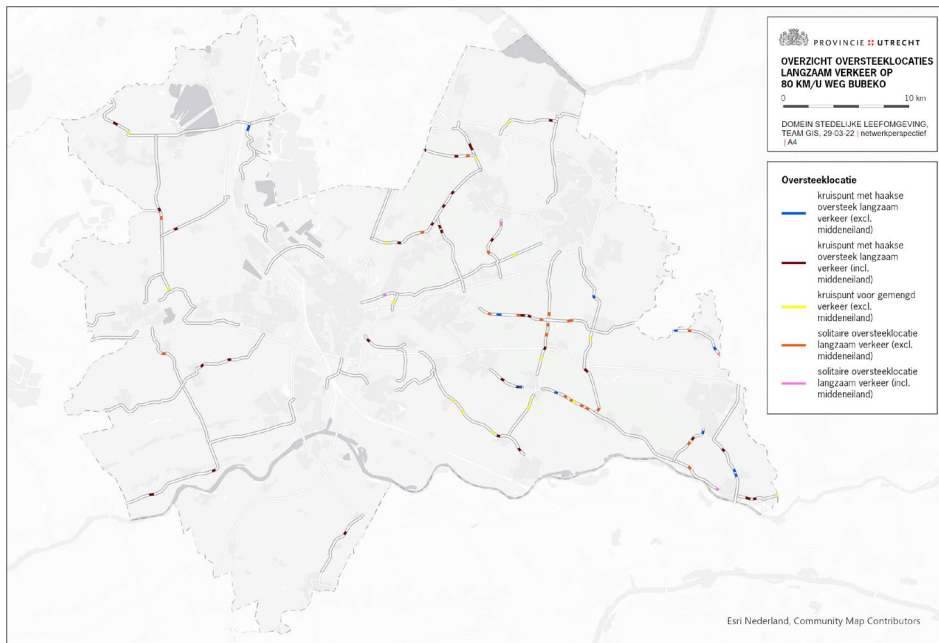 PROVINCIE UTRECHT
OVERZICHT OVERSTEEKLOCATIES
LANGZAAM VERKEER OP
80 KM/U WEG BUBEKO
0 10 km
DOMEIN STEDELIJKE LEEFOMGEVING,
TEAM GIS, 29-03-22 | netwerkperspectief
| A4
Oversteeklocatie
kruispunt met haakse
oversteek langzaam
verkeer (excl.
middeneiland)
kruispunt met haakse
oversteek langzaam
verkeer (incl.
middeneiland)
kruispunt voor gemengd
verkeer (excl.
middeneiland)
solitaire oversteeklocatie
langzaam verkeer (excl.
middeneiland)
solitaire oversteeklocatie
langzaam verkeer (incl.
middeneiland)
Esri Nederland, Community Map Contributors